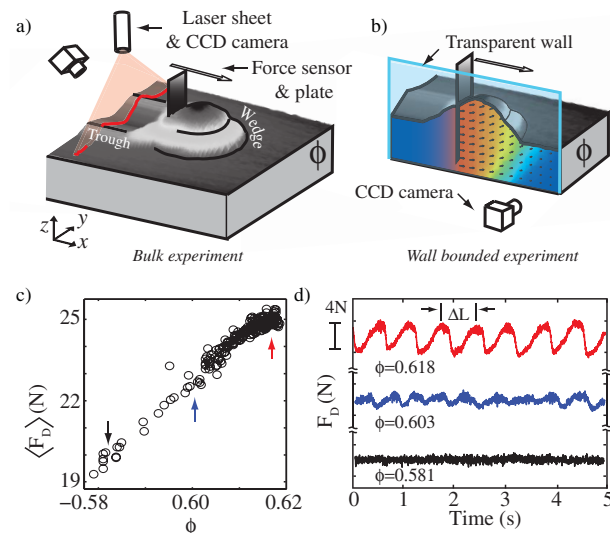 a)
Laser sheet
& CCD camera
Force sensor
& plate
Trough
Wedge
ϕ
z
y
x
Bulk experiment
b)
Transparent wall
ϕ
CCD camera
Wall bounded experiment
c)
25
22
19
⟨F_D⟩(N)
-0.58
0.60
0.62
ϕ
d)
4N
ΔL
ϕ=0.618
ϕ=0.603
ϕ=0.581
F_D (N)
0
1
2
3
4
5
Time (s)